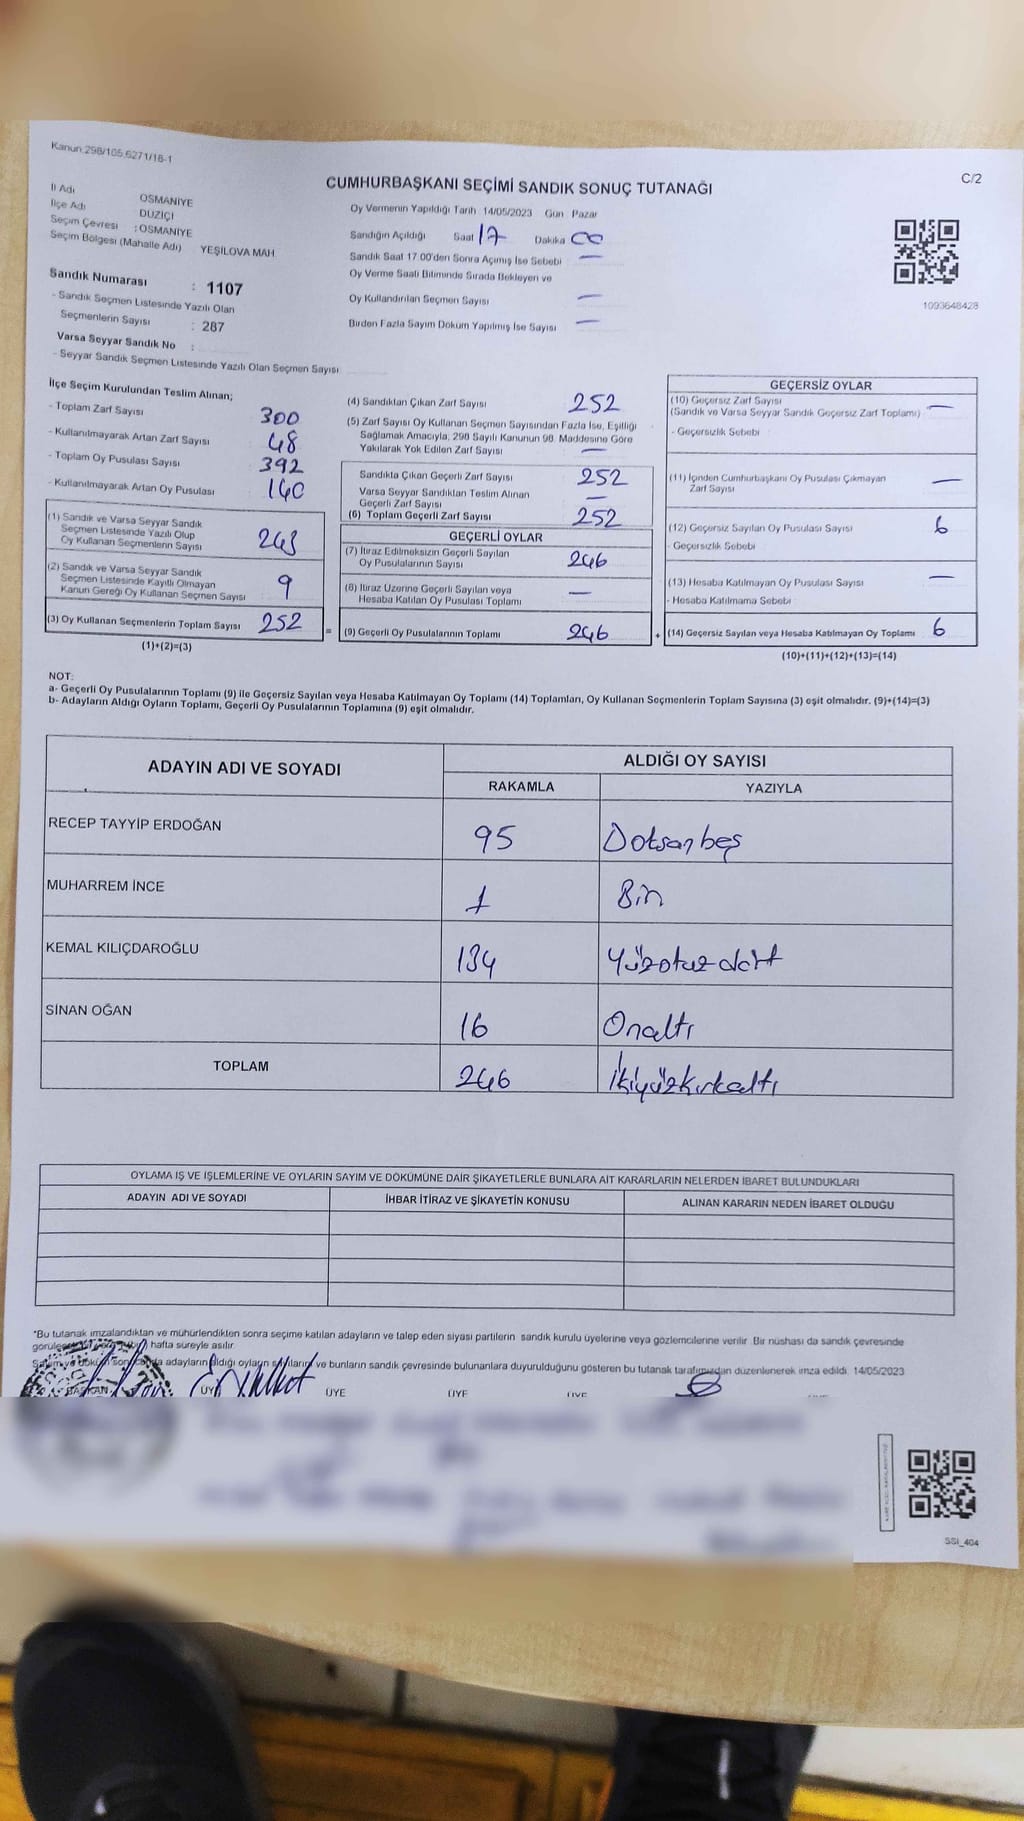 Kanun:298/105,6271/18-1
C/2
CUMHURBAŞKANI SEÇİMİ SANDIK SONUÇ TUTANAĞI
İl Adı OSMANİYE
İlçe Adı DÜZİÇİ
Seçim Çevresi : OSMANİYE
Seçim Bölgesi (Mahalle Adı) YEŞİLOVA MAH.
Sandık Numarası : 1107
- Sandık Seçmen Listesinde Yazılı Olan
Seçmenlerin Sayısı : 287
Varsa Seyyar Sandık No :
- Seyyar Sandık Seçmen Listesinde Yazılı Olan Seçmen Sayısı
Oy Vermenin Yapıldığı Tarih 14/05/2023 Gün Pazar
Sandığın Açıldığı Saat 17 Dakika 00
Sandık Saat 17.00'den Sonra Açımış İse Sebebi —
Oy Verme Saati Bitiminde Sırada Bekleyen ve
Oy Kullandırılan Seçmen Sayısı —
Birden Fazla Sayım Döküm Yapılmış İse Sayısı —
1093648428
İlçe Seçim Kurulundan Teslim Alınan;
- Toplam Zarf Sayısı 300
- Kullanılmayarak Artan Zarf Sayısı 48
- Toplam Oy Pusulası Sayısı 392
- Kullanılmayarak Artan Oy Pusulası 140
(1) Sandık ve Varsa Seyyar Sandık
Seçmen Listesinde Yazılı Olup
Oy Kullanan Seçmenlerin Sayısı 243
(2) Sandık ve Varsa Seyyar Sandık
Seçmen Listesinde Kayıtlı Olmayan
Kanun Gereği Oy Kullanan Seçmen Sayısı 9
(3) Oy Kullanan Seçmenlerin Toplam Sayısı 252
(1)+(2)=(3)
(4) Sandıktan Çıkan Zarf Sayısı 252
(5) Zarf Sayısı Oy Kullanan Seçmen Sayısından Fazla İse, Eşitliği
Sağlamak Amacıyla, 298 Sayılı Kanunun 98. Maddesine Göre
Yakılarak Yok Edilen Zarf Sayısı —
Sandıkta Çıkan Geçerli Zarf Sayısı 252
Varsa Seyyar Sandıktan Teslim Alınan
Geçerli Zarf Sayısı —
(6) Toplam Geçerli Zarf Sayısı 252
GEÇERLİ OYLAR
(7) İtiraz Edilmeksizin Geçerli Sayılan
Oy Pusulalarının Sayısı 246
(8) İtiraz Üzerine Geçerli Sayılan veya
Hesaba Katılan Oy Pusulası Toplamı —
= (9) Geçerli Oy Pusulalarının Toplamı 246
GEÇERSİZ OYLAR
(10) Geçersiz Zarf Sayısı —
(Sandık ve Varsa Seyyar Sandık Geçersiz Zarf Toplamı)
- Geçersizlik Sebebi
(11) İçinden Cumhurbaşkanı Oy Pusulası Çıkmayan
Zarf Sayısı —
(12) Geçersiz Sayılan Oy Pusulası Sayısı 6
- Geçersizlik Sebebi
(13) Hesaba Katılmayan Oy Pusulası Sayısı —
- Hesaba Katılmama Sebebi
+ (14) Geçersiz Sayılan veya Hesaba Katılmayan Oy Toplamı 6
(10)+(11)+(12)+(13)=(14)
NOT:
a- Geçerli Oy Pusulalarının Toplamı (9) ile Geçersiz Sayılan veya Hesaba Katılmayan Oy Toplamı (14) Toplamları, Oy Kullanan Seçmenlerin Toplam Sayısına (3) eşit olmalıdır. (9)+(14)=(3)
b- Adayların Aldığı Oyların Toplamı, Geçerli Oy Pusulalarının Toplamına (9) eşit olmalıdır.
ADAYIN ADI VE SOYADI
ALDIĞI OY SAYISI
RAKAMLA YAZIYLA
RECEP TAYYİP ERDOĞAN 95 Doksanbeş
MUHARREM İNCE 1 Bir
KEMAL KILIÇDAROĞLU 134 Yüzotuzdört
SİNAN OĞAN 16 Onaltı
TOPLAM 246 İkiyüzkırkaltı
OYLAMA İŞ VE İŞLEMLERİNE VE OYLARIN SAYIM VE DÖKÜMÜNE DAİR ŞİKAYETLERLE BUNLARA AİT KARARLARIN NELERDEN İBARET BULUNDUKLARI
ADAYIN ADI VE SOYADI İHBAR İTİRAZ VE ŞİKAYETİN KONUSU ALINAN KARARIN NEDEN İBARET OLDUĞU
*Bu tutanak imzalandıktan ve mühürlendikten sonra seçime katılan adayların ve talep eden siyasi partilerin sandık kurulu üyelerine veya gözlemcilerine verilir. Bir nüshası da sandık çevresinde
hafta süreyle asılır.
adayların aldığı oyların sayılarını ve bunların sandık çevresinde bulunanlara duyurulduğunu gösteren bu tutanak tarafımızdan düzenlenerek imza edildi. 14/05/2023
BAŞKAN ÜYE ÜYE ÜYE ÜYE
SSI_404